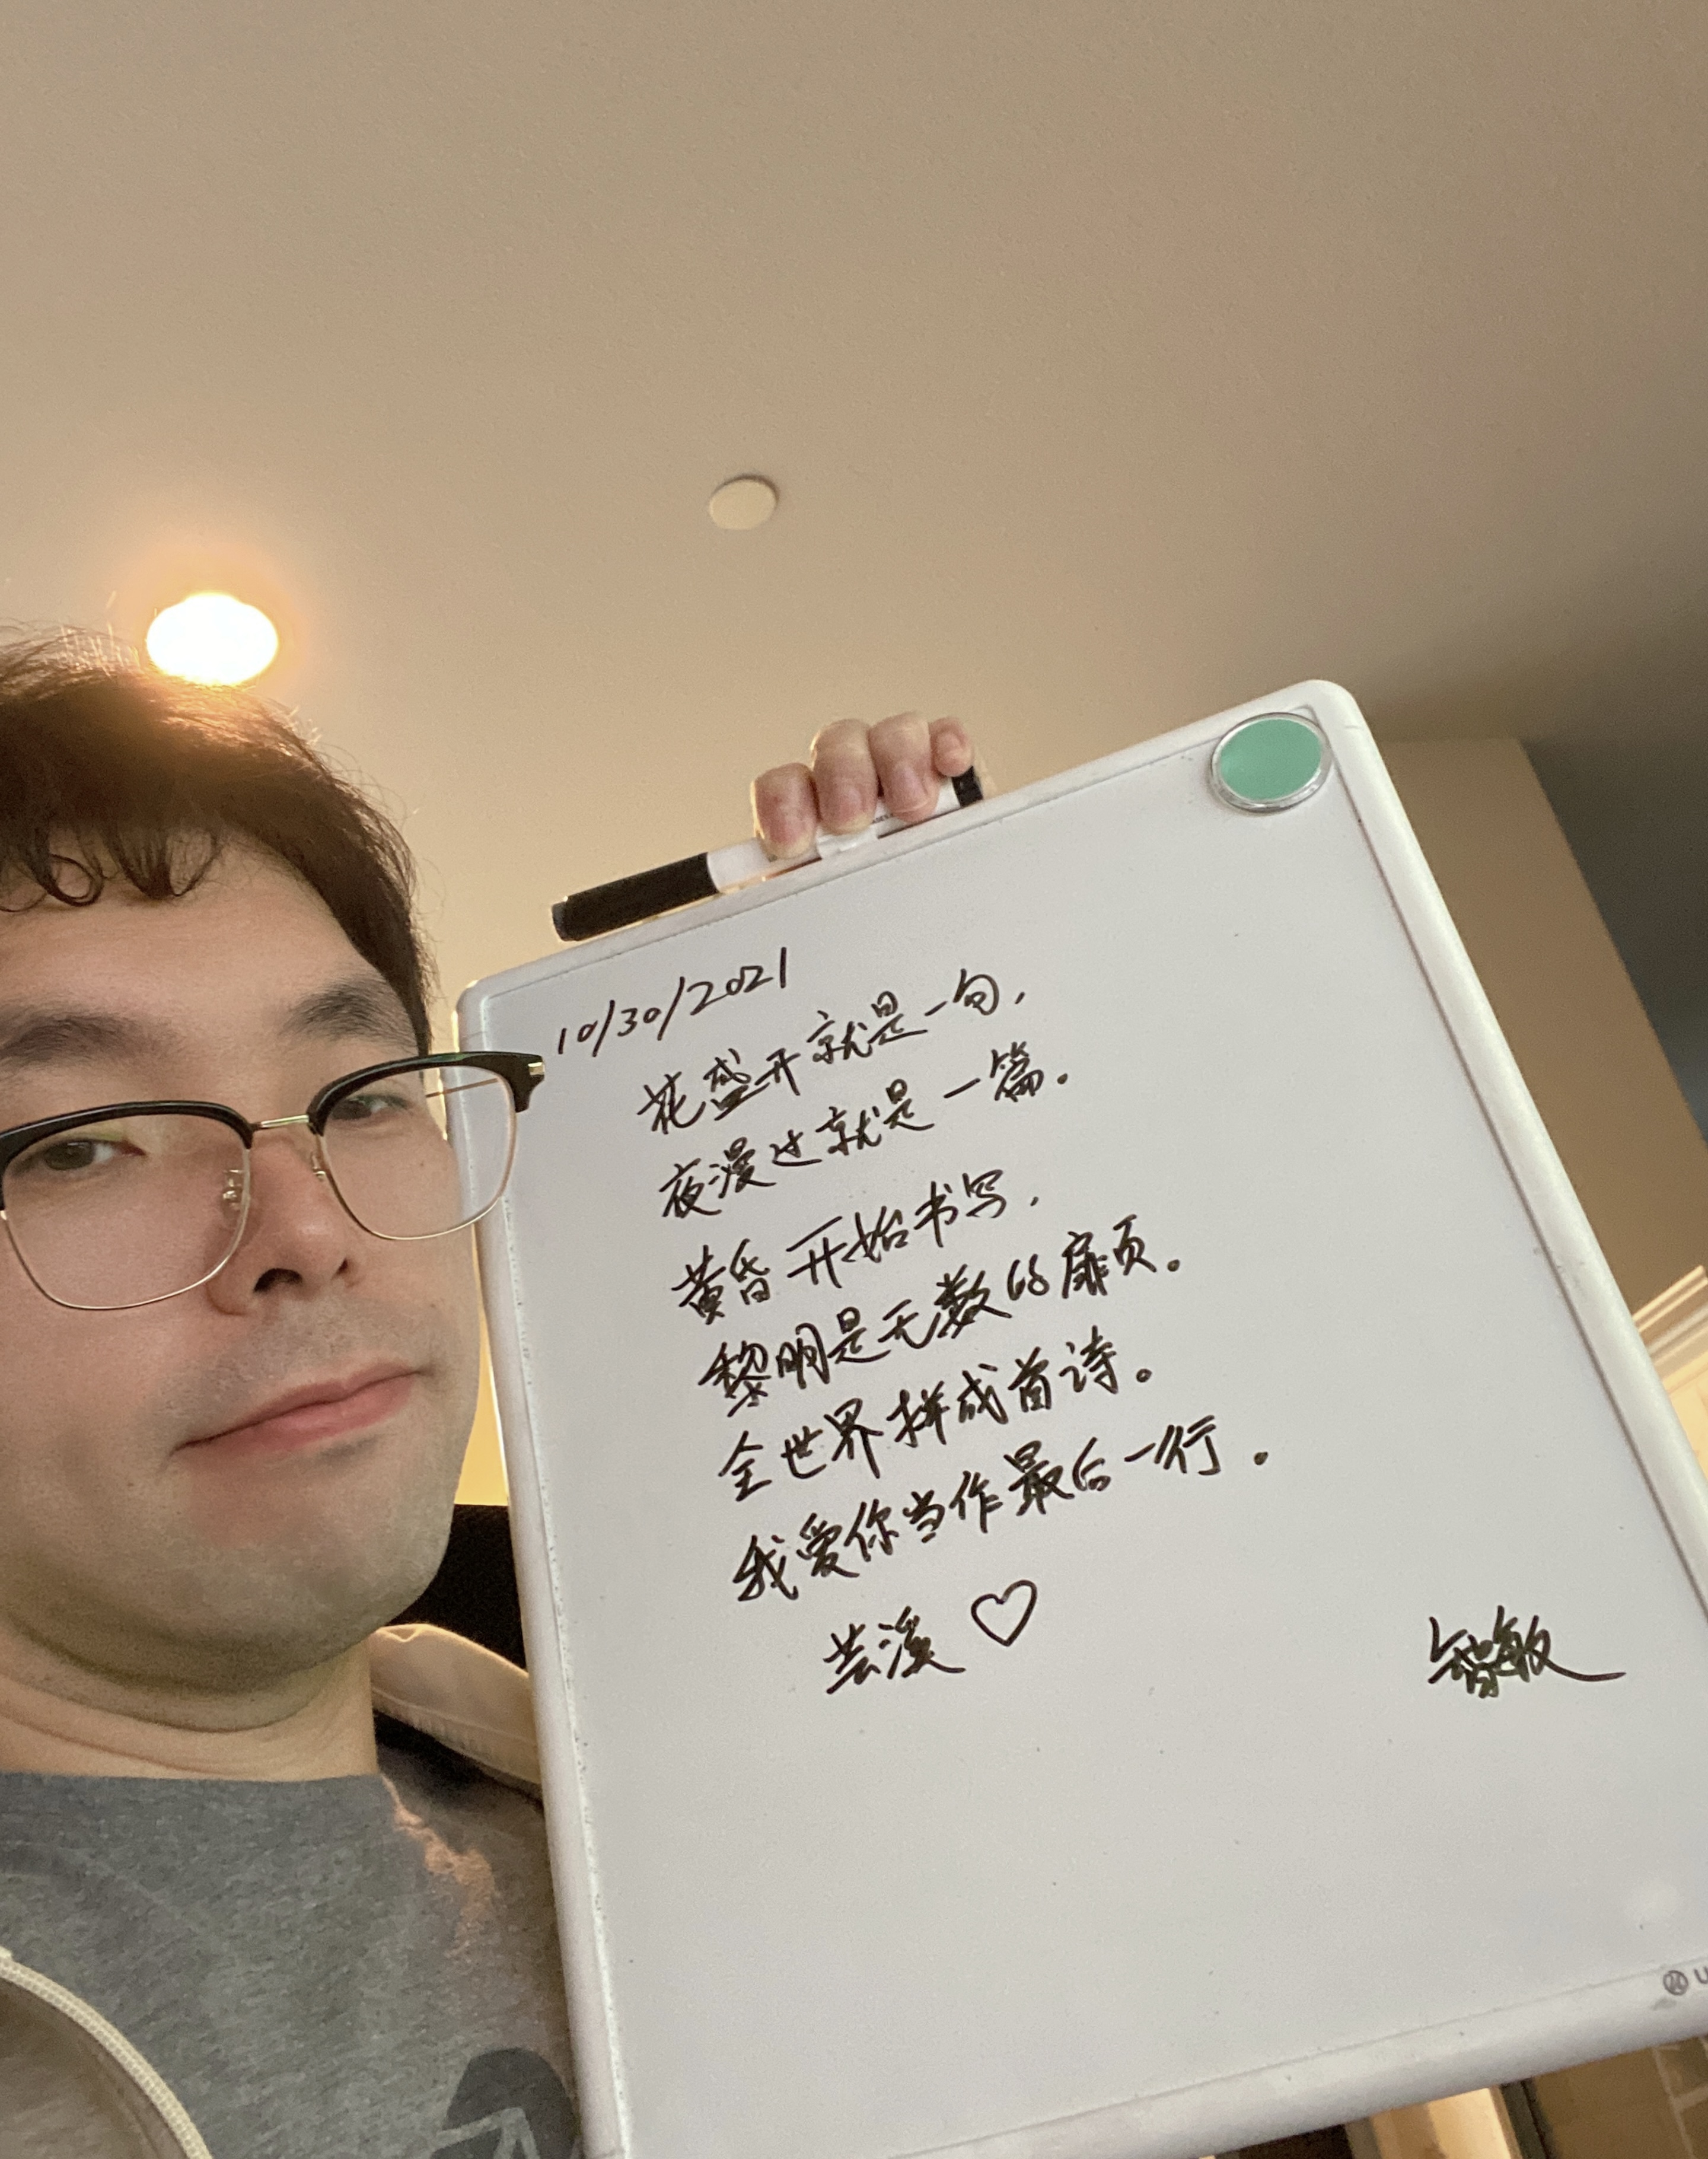 10/30/2021
花盛开就是一句，
夜漫过就是一篇．
黄昏开始书写，
黎明是无数的扉页。
全世界拼成首诗。
我爱你当作最后一行．
芸溪♡
敏
U